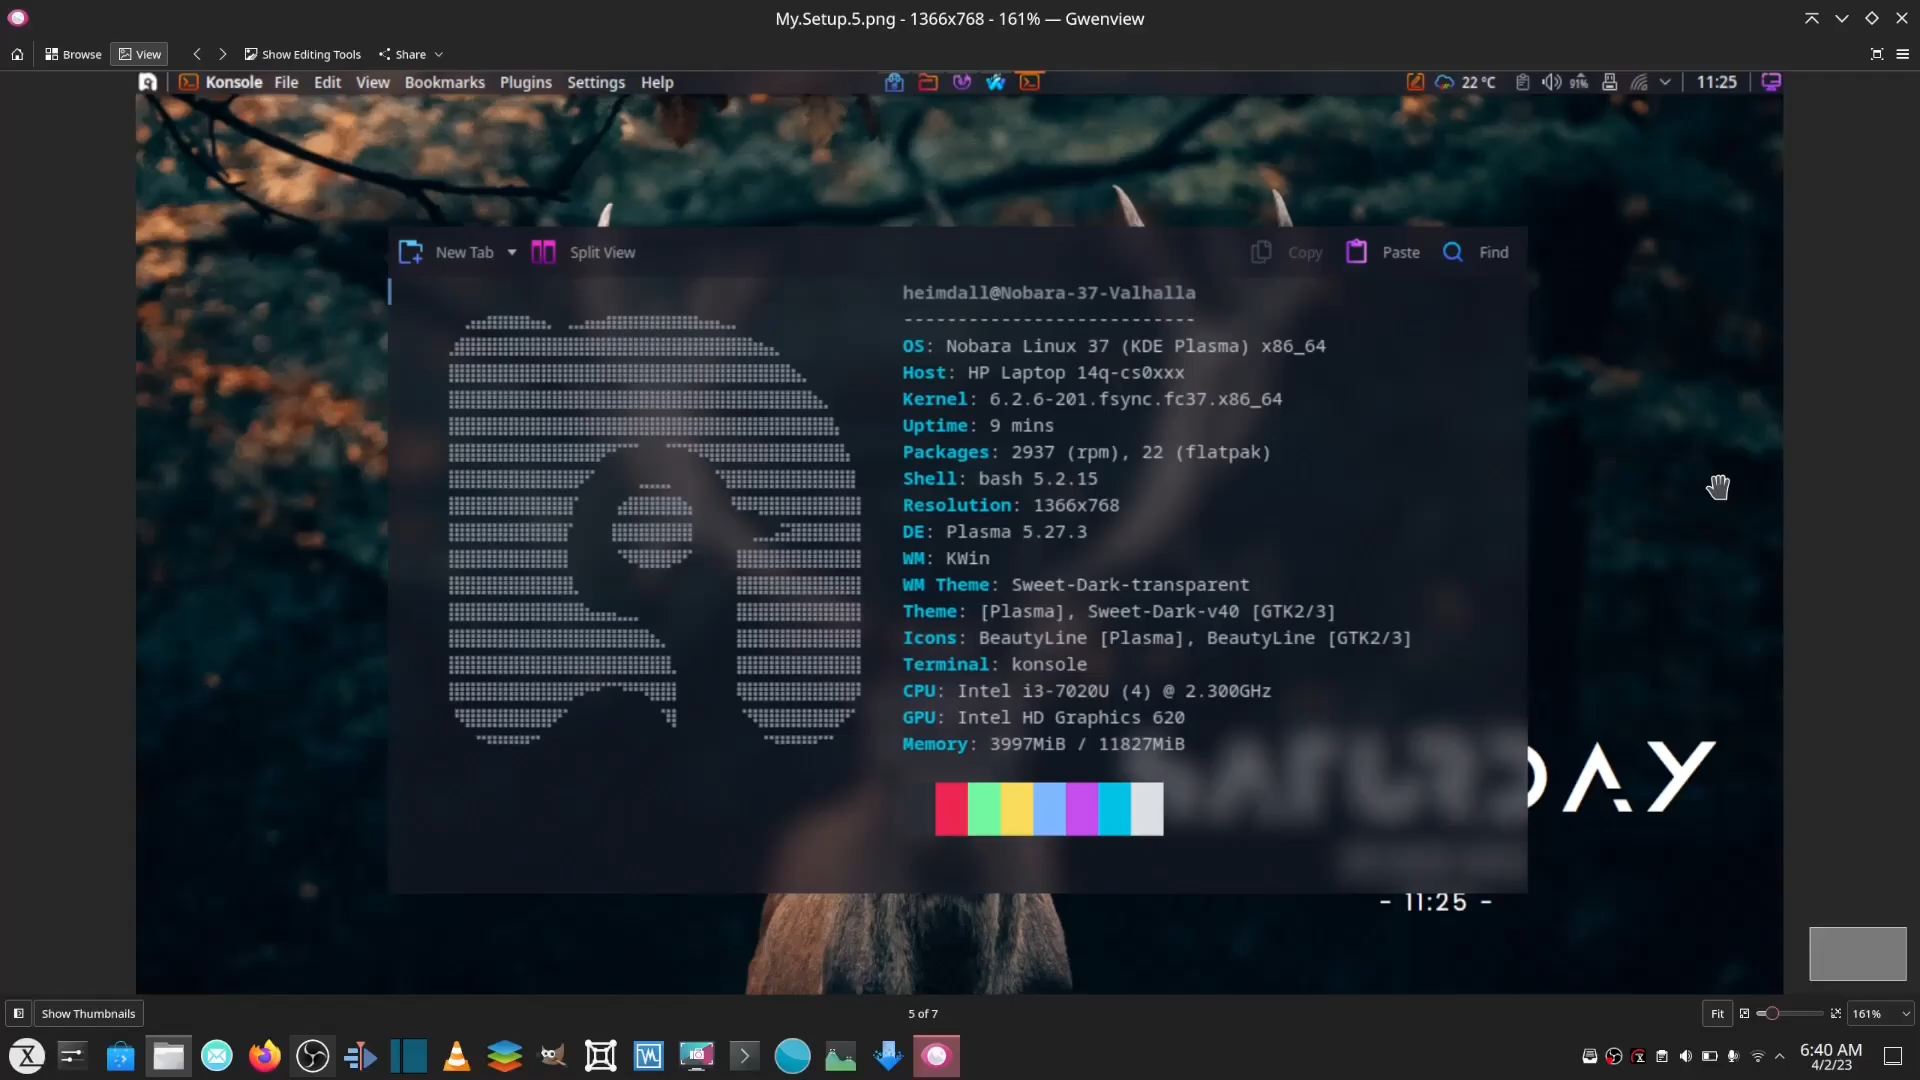 My.Setup.5.png - 1366x768 - 161% — Gwenview
Browse View Show Editing Tools Share
Konsole File Edit View Bookmarks Plugins Settings Help 22 °C 91% 11:25
New Tab Split View Copy Paste Find
heimdall@Nobara-37-Valhalla
---------------------------
OS: Nobara Linux 37 (KDE Plasma) x86_64
Host: HP Laptop 14q-cs0xxx
Kernel: 6.2.6-201.fsync.fc37.x86_64
Uptime: 9 mins
Packages: 2937 (rpm), 22 (flatpak)
Shell: bash 5.2.15
Resolution: 1366x768
DE: Plasma 5.27.3
WM: KWin
WM Theme: Sweet-Dark-transparent
Theme: [Plasma], Sweet-Dark-v40 [GTK2/3]
Icons: BeautyLine [Plasma], BeautyLine [GTK2/3]
Terminal: konsole
CPU: Intel i3-7020U (4) @ 2.300GHz
GPU: Intel HD Graphics 620
Memory: 3997MiB / 11827MiB
SATURDAY
- 11:25 -
Show Thumbnails 5 of 7 Fit 161%
6:40 AM
4/2/23